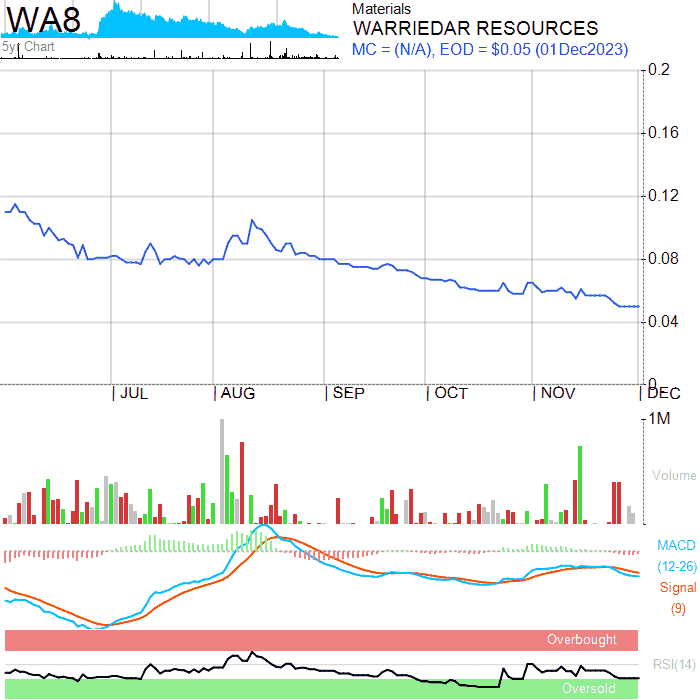 WA8
5yr Chart
Materials
WARRIEDAR RESOURCES
MC = (N/A), EOD = $0.05 (01Dec2023)
0.2
0.16
0.12
0.08
0.04
0
JUL AUG SEP OCT NOV DEC
1M
Volume
MACD
(12-26)
Signal
(9)
Overbought
RSI(14)
Oversold